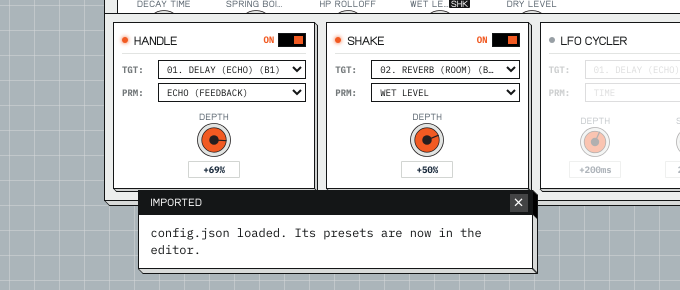 DECAY TIME SPRING BOI… HP ROLLOFF WET LE… SHK DRY LEVEL
HANDLE ON SHAKE ON LFO CYCLER
TGT: 01. DELAY (ECHO) (B1) TGT: 02. REVERB (ROOM) (B… TGT: 01. DELAY (ECHO)
PRM: ECHO (FEEDBACK) PRM: WET LEVEL PRM: TIME
DEPTH DEPTH DEPTH
+69% +50% +200ms
IMPORTED
config.json loaded. Its presets are now in the
editor.